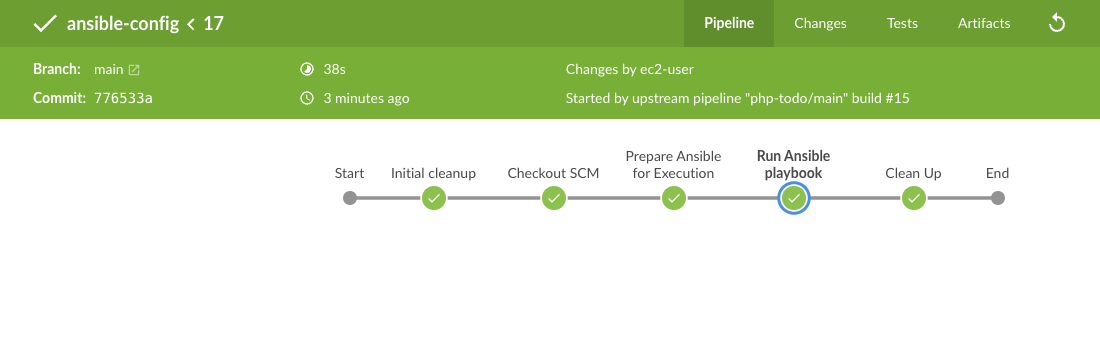 ansible-config < 17
Pipeline
Changes
Tests
Artifacts
Branch: main
38s
Changes by ec2-user
Commit: 776533a
3 minutes ago
Started by upstream pipeline "php-todo/main" build #15
Start
Initial cleanup
Checkout SCM
Prepare Ansible
for Execution
Run Ansible
playbook
Clean Up
End